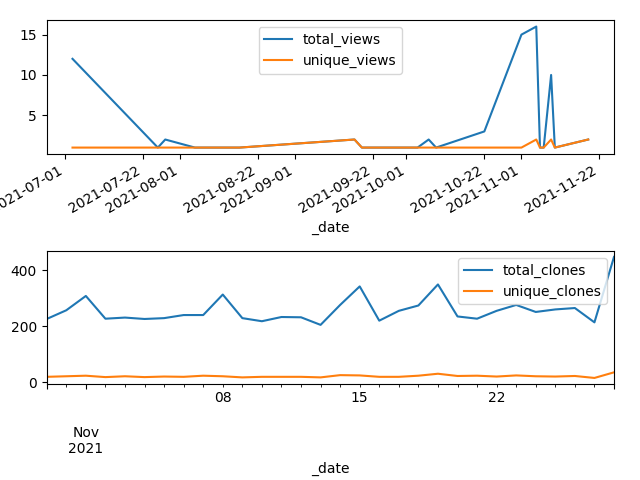 total_views
unique_views
15
10
5
2021-07-01
2021-07-22
2021-08-01
2021-08-22
2021-09-01
2021-09-22
2021-10-01
2021-10-22
2021-11-01
2021-11-22
_date
total_clones
unique_clones
400
200
0
08
15
22
Nov
2021
_date